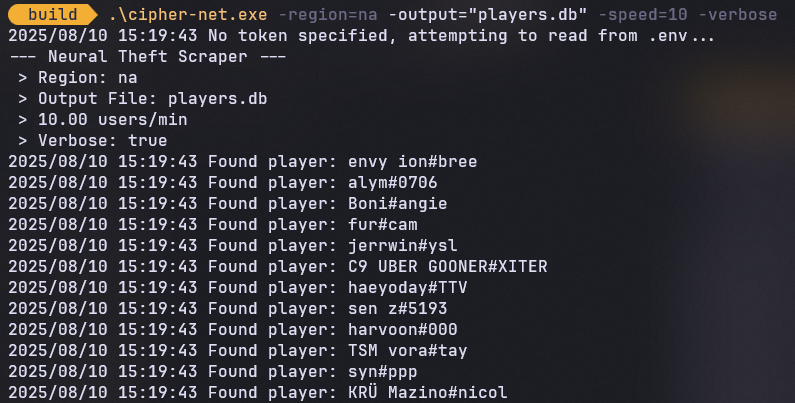 build .\cipher-net.exe -region=na -output="players.db" -speed=10 -verbose
2025/08/10 15:19:43 No token specified, attempting to read from .env...
--- Neural Theft Scraper ---
> Region: na
> Output File: players.db
> 10.00 users/min
> Verbose: true
2025/08/10 15:19:43 Found player: envy ion#bree
2025/08/10 15:19:43 Found player: alym#0706
2025/08/10 15:19:43 Found player: Boni#angie
2025/08/10 15:19:43 Found player: fur#cam
2025/08/10 15:19:43 Found player: jerrwin#ysl
2025/08/10 15:19:43 Found player: C9 UBER GOONER#XITER
2025/08/10 15:19:43 Found player: haeyoday#TTV
2025/08/10 15:19:43 Found player: sen z#5193
2025/08/10 15:19:43 Found player: harvoon#000
2025/08/10 15:19:43 Found player: TSM vora#tay
2025/08/10 15:19:43 Found player: syn#ppp
2025/08/10 15:19:43 Found player: KRÜ Mazino#nicol